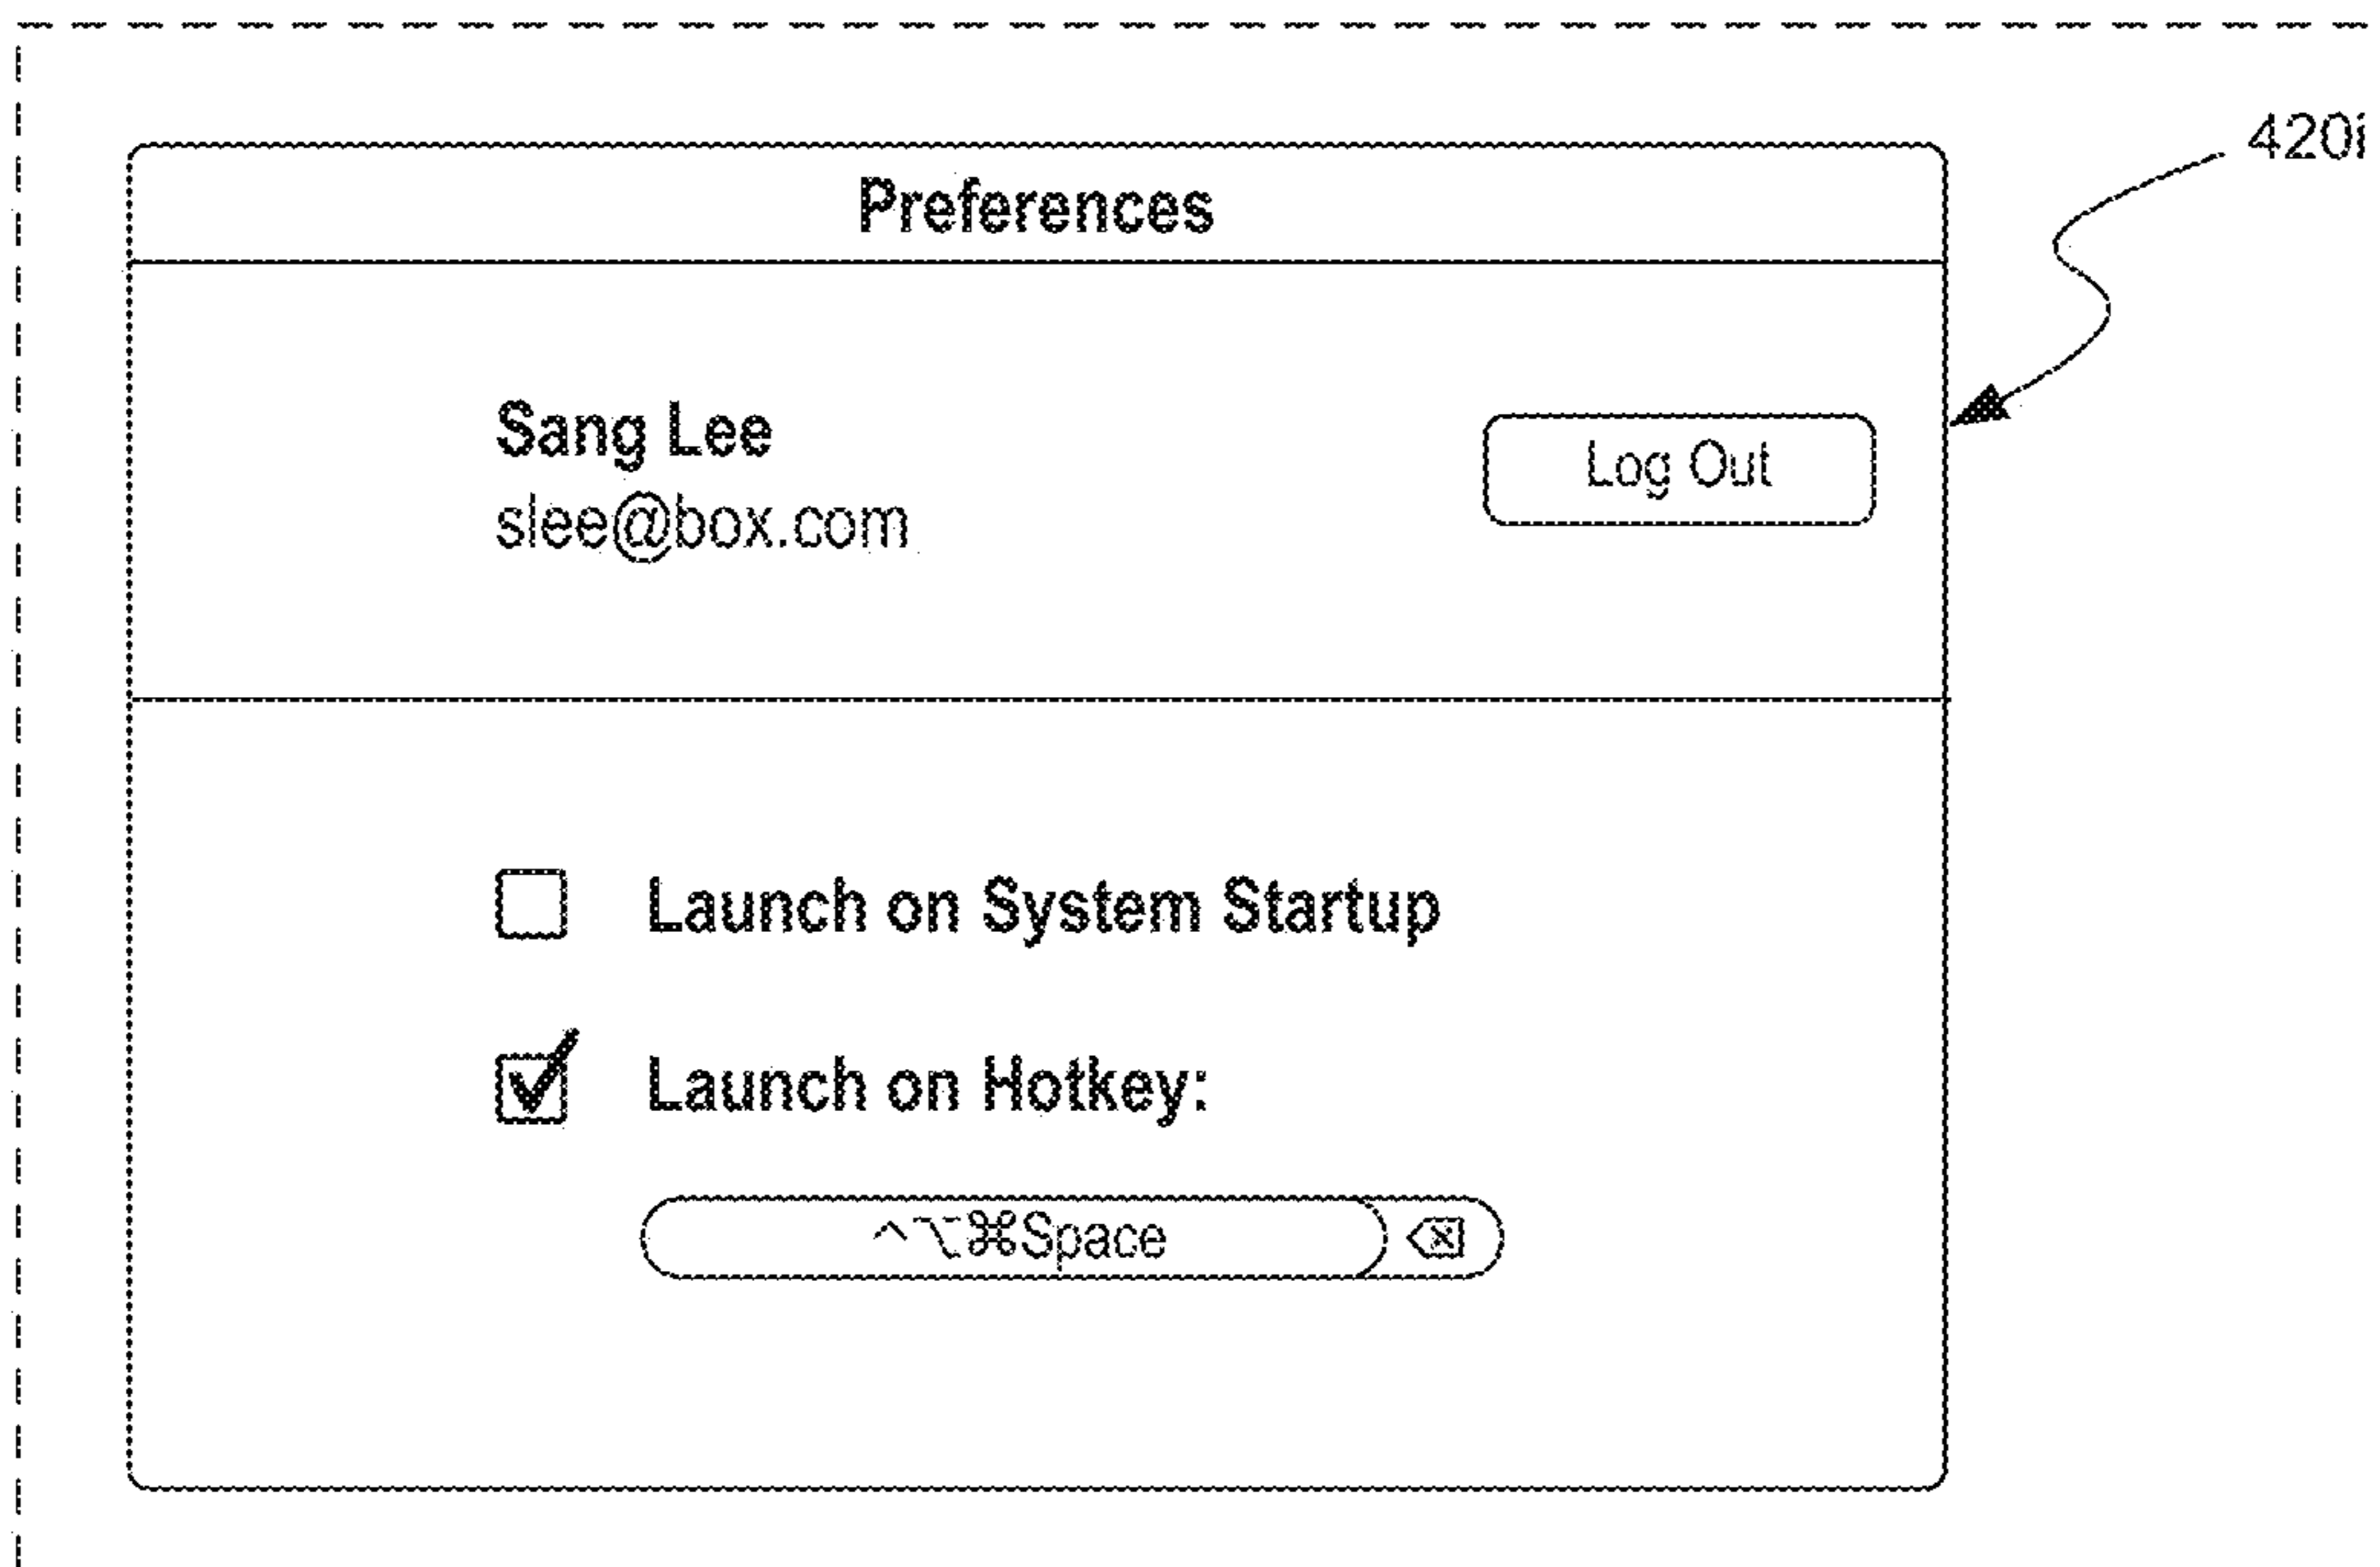 420i
Preferences
Sang Lee
slee@box.com
Log Out
Launch on System Startup
Launch on Hotkey:
^⌥⌘Space